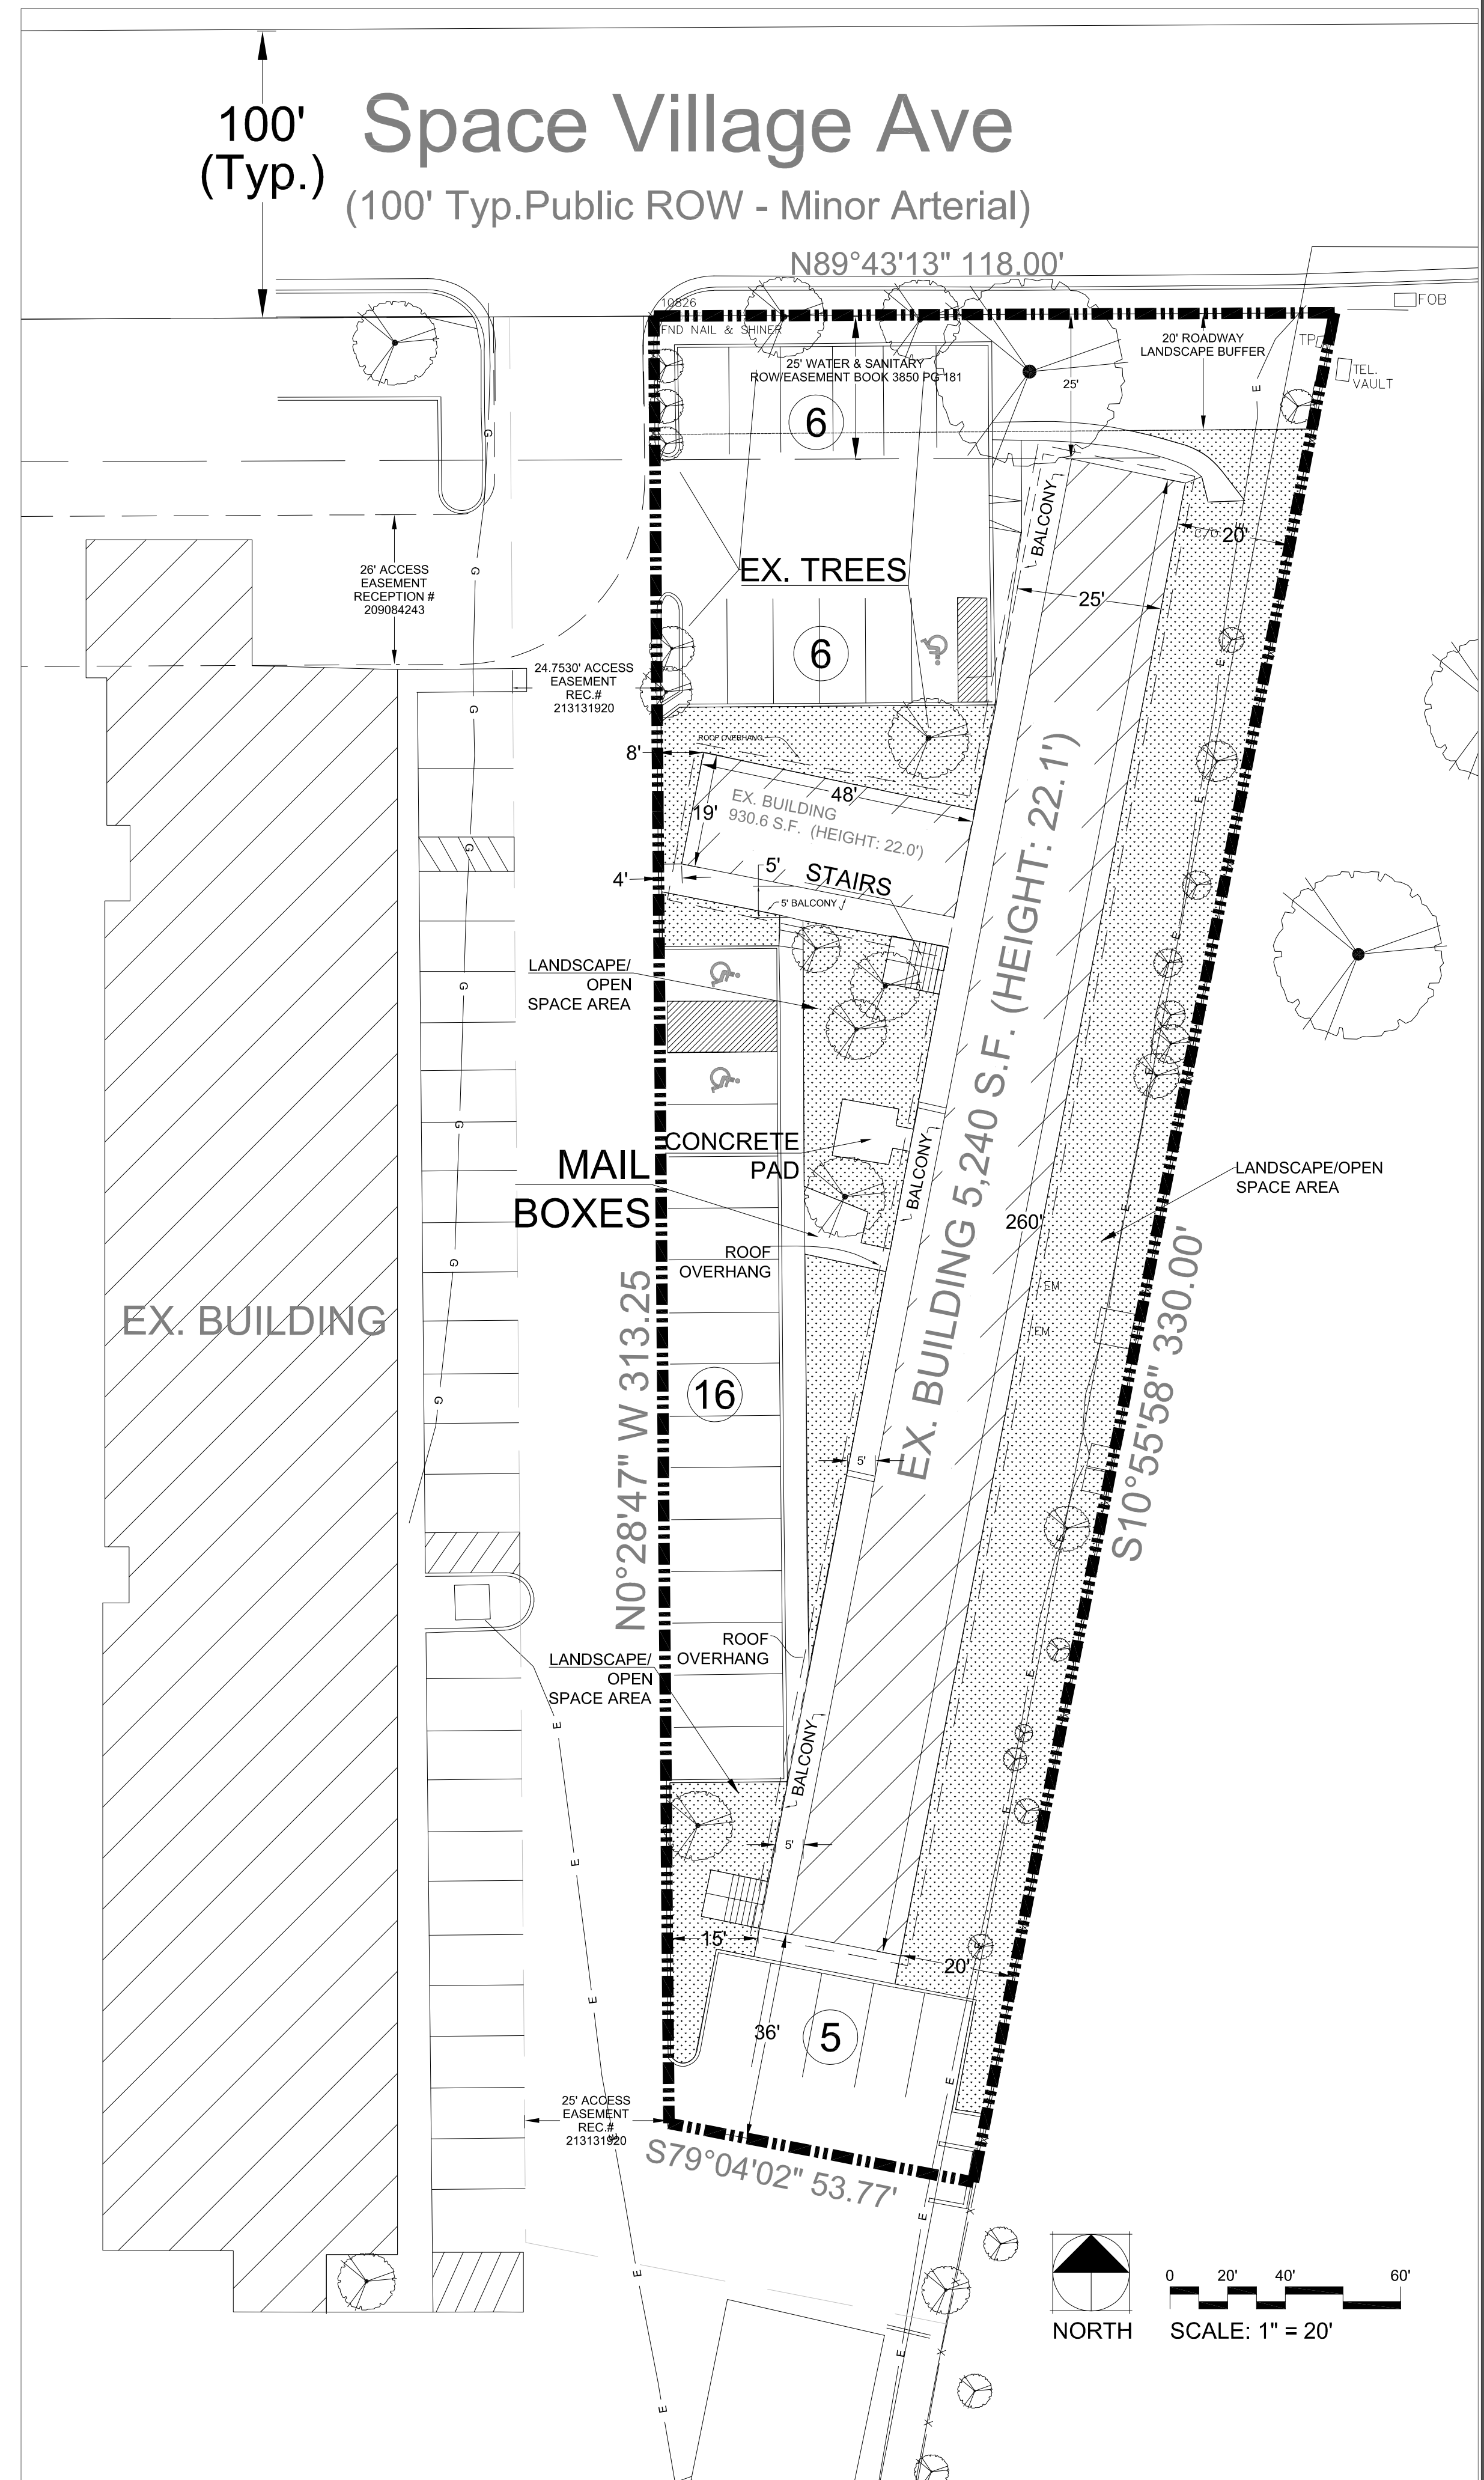 100'
(Typ.)
Space Village Ave
(100' Typ.Public ROW - Minor Arterial)
N89°43'13" 118.00'
10826
FND NAIL & SHINER
FOB
TP
TEL.
VAULT
20' ROADWAY
LANDSCAPE BUFFER
25' WATER & SANITARY
ROW/EASEMENT BOOK 3850 PG 181
25'
6
E
G
BALCONY
20'
26' ACCESS
EASEMENT
RECEPTION #
209084243
G
EX. TREES
25'
6
E
24.7530' ACCESS
EASEMENT
REC.#
213131920
G
8'
ROOF OVERHANG
48'
EX. BUILDING
930.6 S.F. (HEIGHT: 22.0')
19'
E
G
4'
5'
STAIRS
5' BALCONY
E
LANDSCAPE/
OPEN
SPACE AREA
G
E
EX. BUILDING 5,240 S.F. (HEIGHT: 22.1')
G
CONCRETE
PAD
MAIL
BOXES
BALCONY
LANDSCAPE/OPEN
SPACE AREA
E
260'
G
ROOF
OVERHANG
EM
EM
EX. BUILDING
N0°28'47" W 313.25
S10°55'58" 330.00'
16
G
5'
E
ROOF
OVERHANG
LANDSCAPE/
OPEN
SPACE AREA
E
E
BALCONY
E
5'
E
15'
20'
E
E
36'
5
E
25' ACCESS
EASEMENT
REC.#
213131920
E
S79°04'02" 53.77'
E
X
E
X
0 20' 40' 60'
NORTH
SCALE: 1" = 20'
E
X
E
X